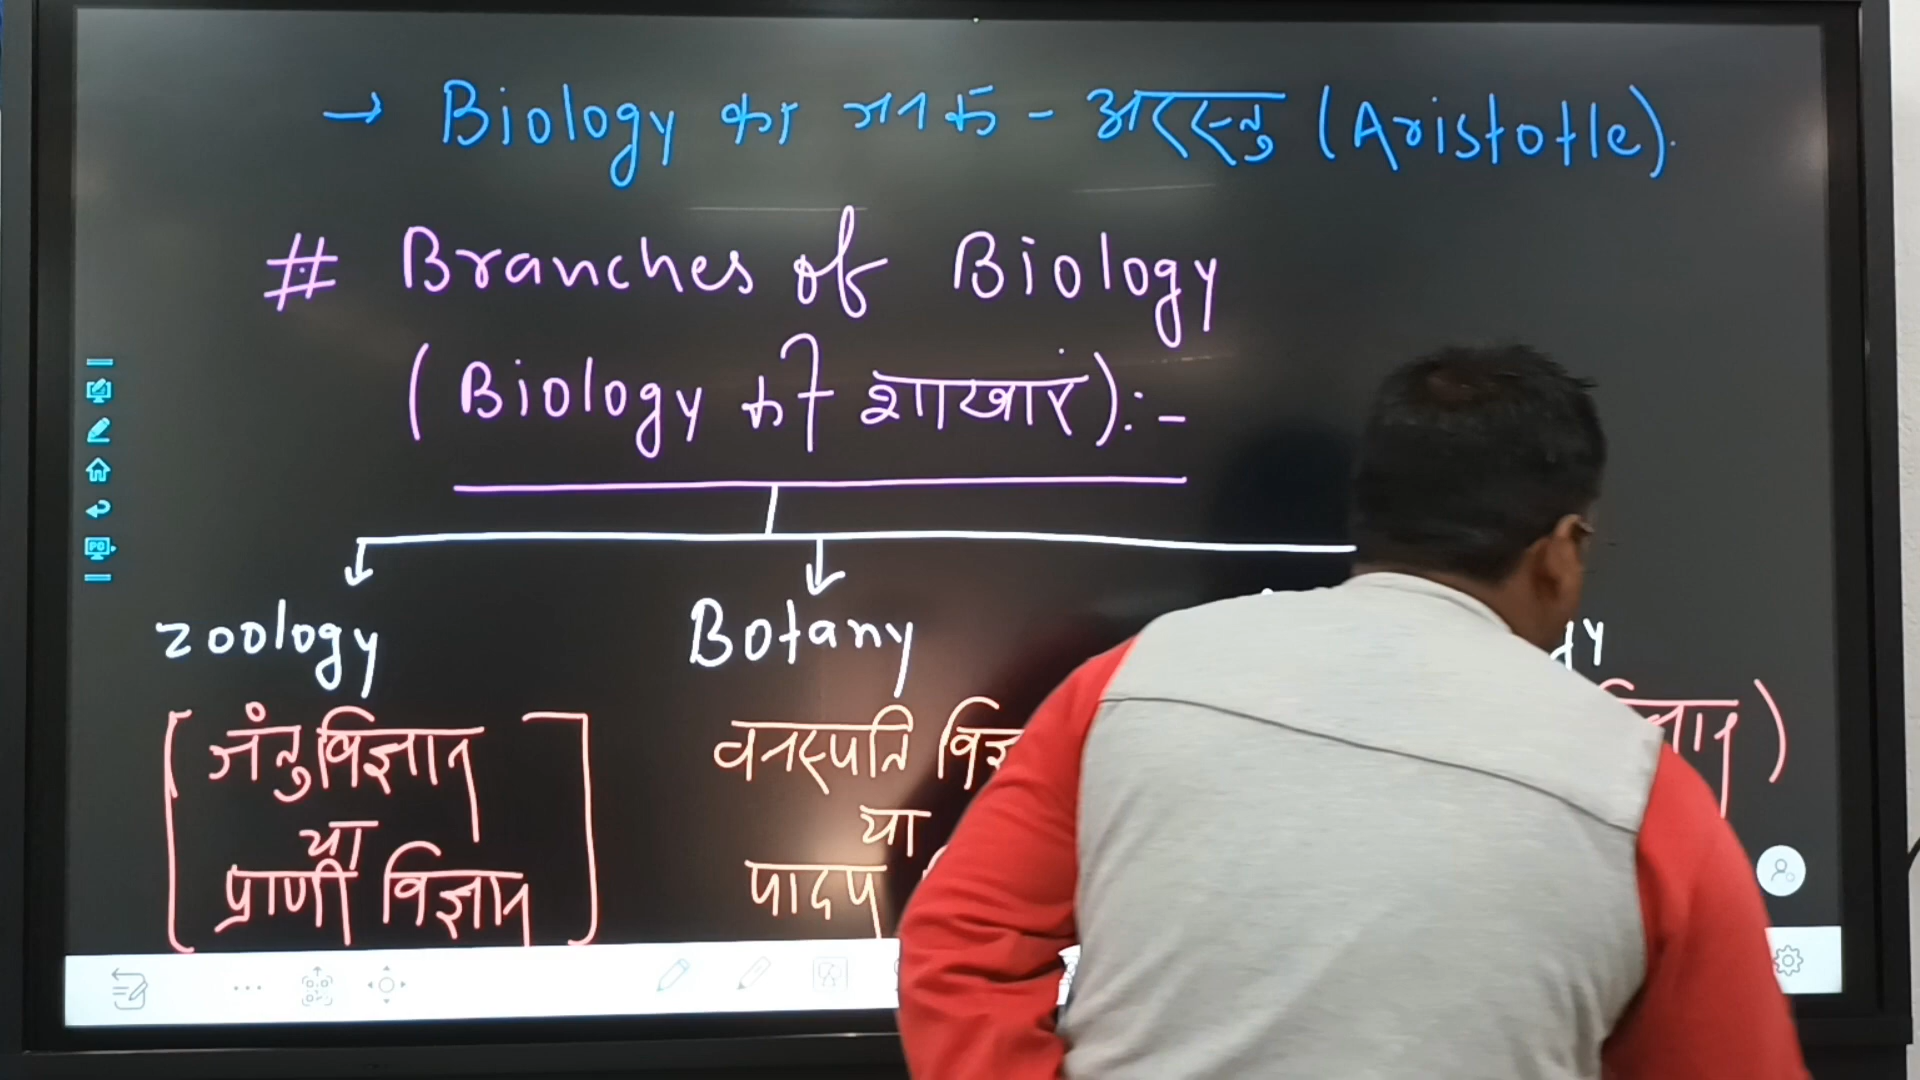 → Biology का जनक - अरस्तु (Aristotle).
# Branches of Biology
(Biology की शाखाएं):-
zoology Botany
[जंतु विज्ञान वनस्पति
या या
प्राणी विज्ञान] पादप